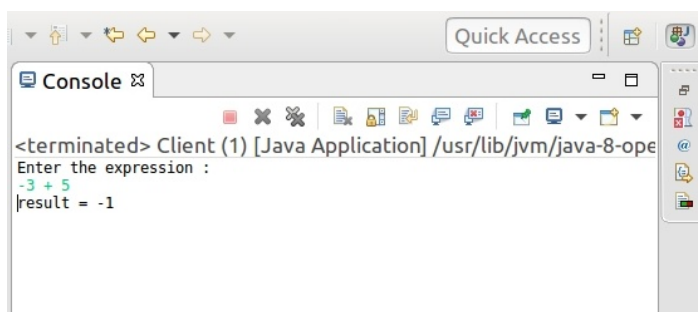 Quick Access
Console
<terminated> Client (1) [Java Application] /usr/lib/jvm/java-8-ope
Enter the expression :
-3 + 5
result = -1